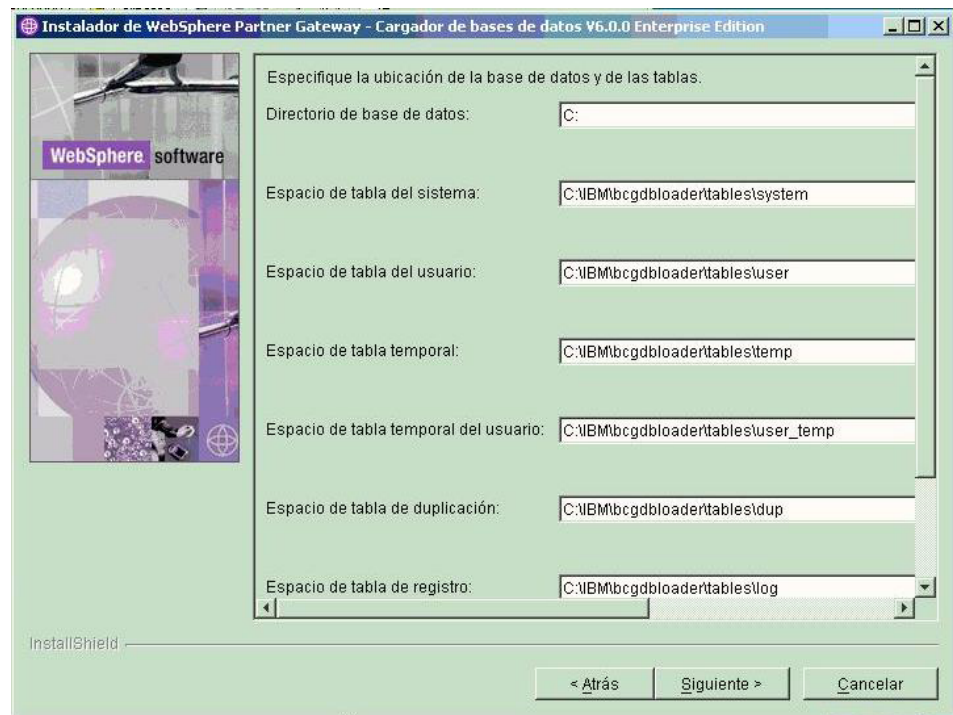 Instalador de WebSphere Partner Gateway - Cargador de bases de datos V6.0.0 Enterprise Edition
WebSphere software
Especifique la ubicación de la base de datos y de las tablas.
Directorio de base de datos: C:
Espacio de tabla del sistema: C:\IBM\bcgdbloader\tables\system
Espacio de tabla del usuario: C:\IBM\bcgdbloader\tables\user
Espacio de tabla temporal: C:\IBM\bcgdbloader\tables\temp
Espacio de tabla temporal del usuario: C:\IBM\bcgdbloader\tables\user_temp
Espacio de tabla de duplicación: C:\IBM\bcgdbloader\tables\dup
Espacio de tabla de registro: C:\IBM\bcgdbloader\tables\log
InstallShield
< Atrás Siguiente > Cancelar